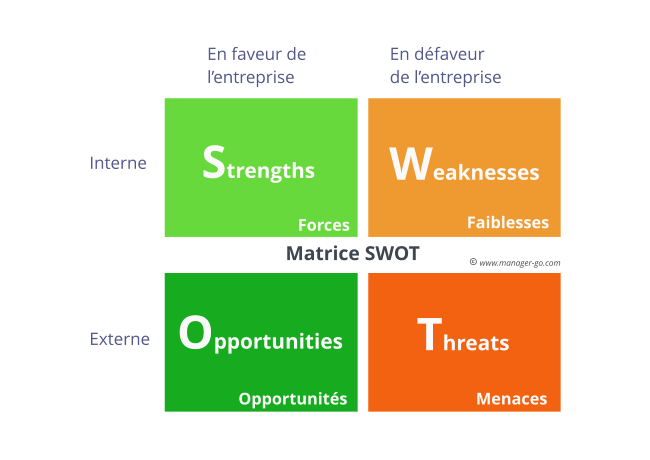 En faveur de
l’entreprise
En défaveur
de l’entreprise
Interne
Strengths
Forces
Weaknesses
Faiblesses
Matrice SWOT
© www.manager-go.com
Externe
Opportunities
Opportunités
Threats
Menaces